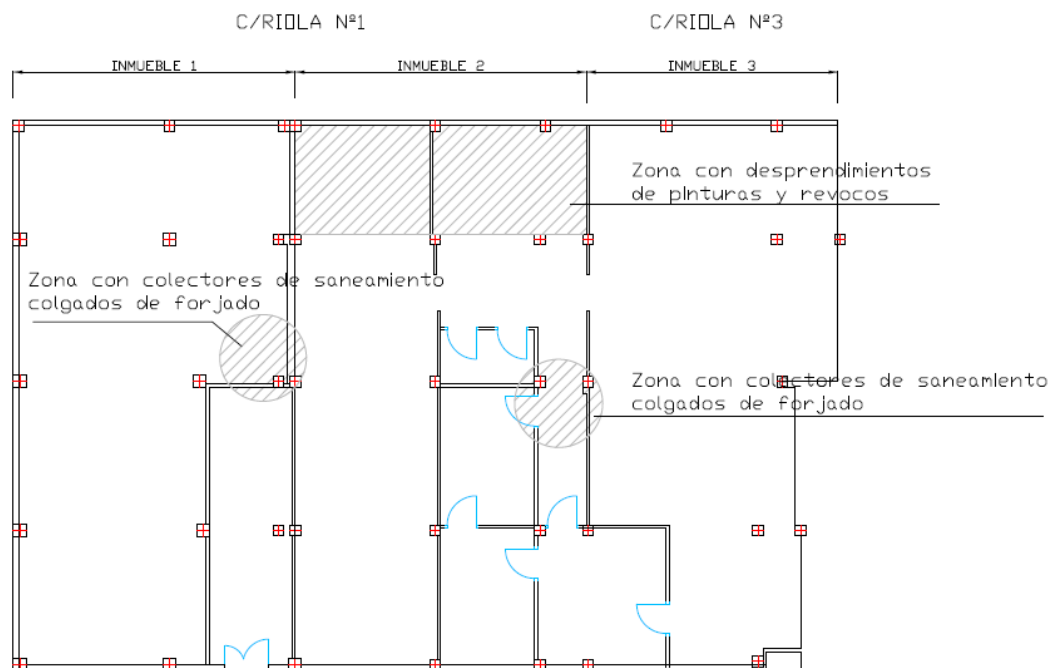 C/RIOLA Nº1
C/RIOLA Nº3
INMUEBLE 1
INMUEBLE 2
INMUEBLE 3
Zona con desprendimientos
de pinturas y revocos
Zona con colectores de saneamiento
colgados de forjado
Zona con colectores de saneamiento
colgados de forjado